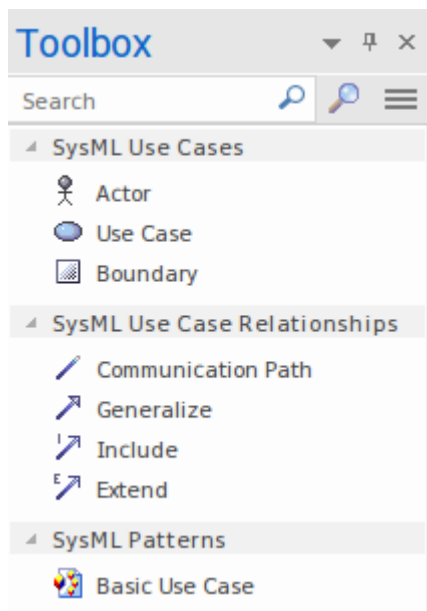 Toolbox
Search
SysML Use Cases
Actor
Use Case
Boundary
SysML Use Case Relationships
Communication Path
Generalize
I Include
E Extend
SysML Patterns
Basic Use Case